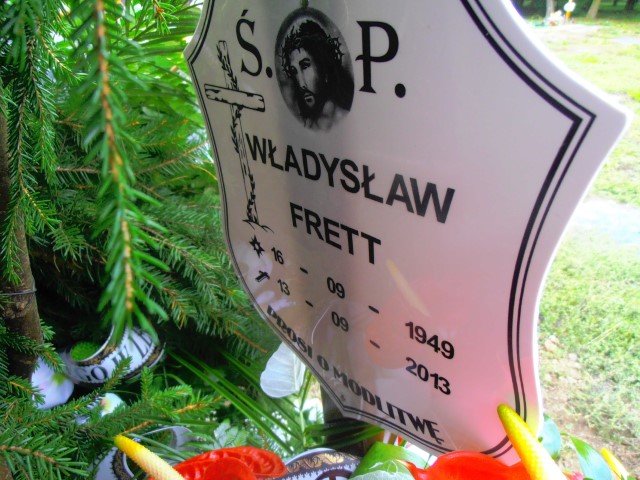 Ś. P.
WŁADYSŁAW
FRETT
16 - 09 - 1949
13 - 09 - 2013
PROSI O MODLITWĘ